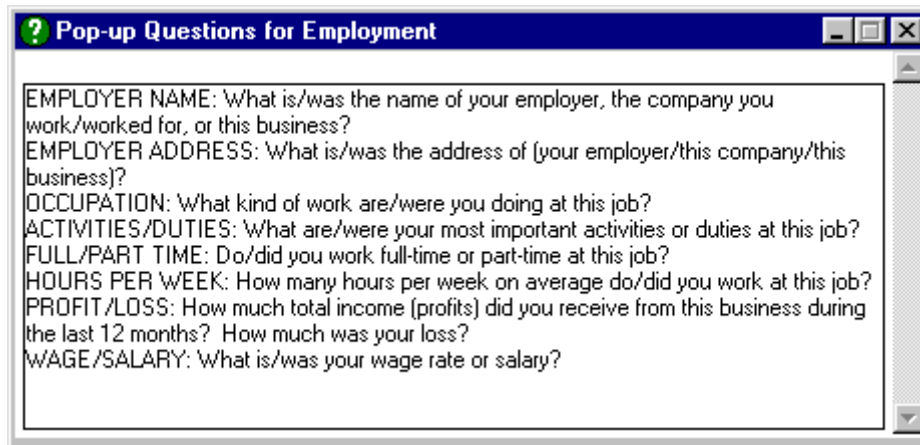 Pop-up Questions for Employment
EMPLOYER NAME: What is/was the name of your employer, the company you
work/worked for, or this business?
EMPLOYER ADDRESS: What is/was the address of (your employer/this company/this
business)?
OCCUPATION: What kind of work are/were you doing at this job?
ACTIVITIES/DUTIES: What are/were your most important activities or duties at this job?
FULL/PART TIME: Do/did you work full-time or part-time at this job?
HOURS PER WEEK: How many hours per week on average do/did you work at this job?
PROFIT/LOSS: How much total income (profits) did you receive from this business during
the last 12 months?  How much was your loss?
WAGE/SALARY: What is/was your wage rate or salary?